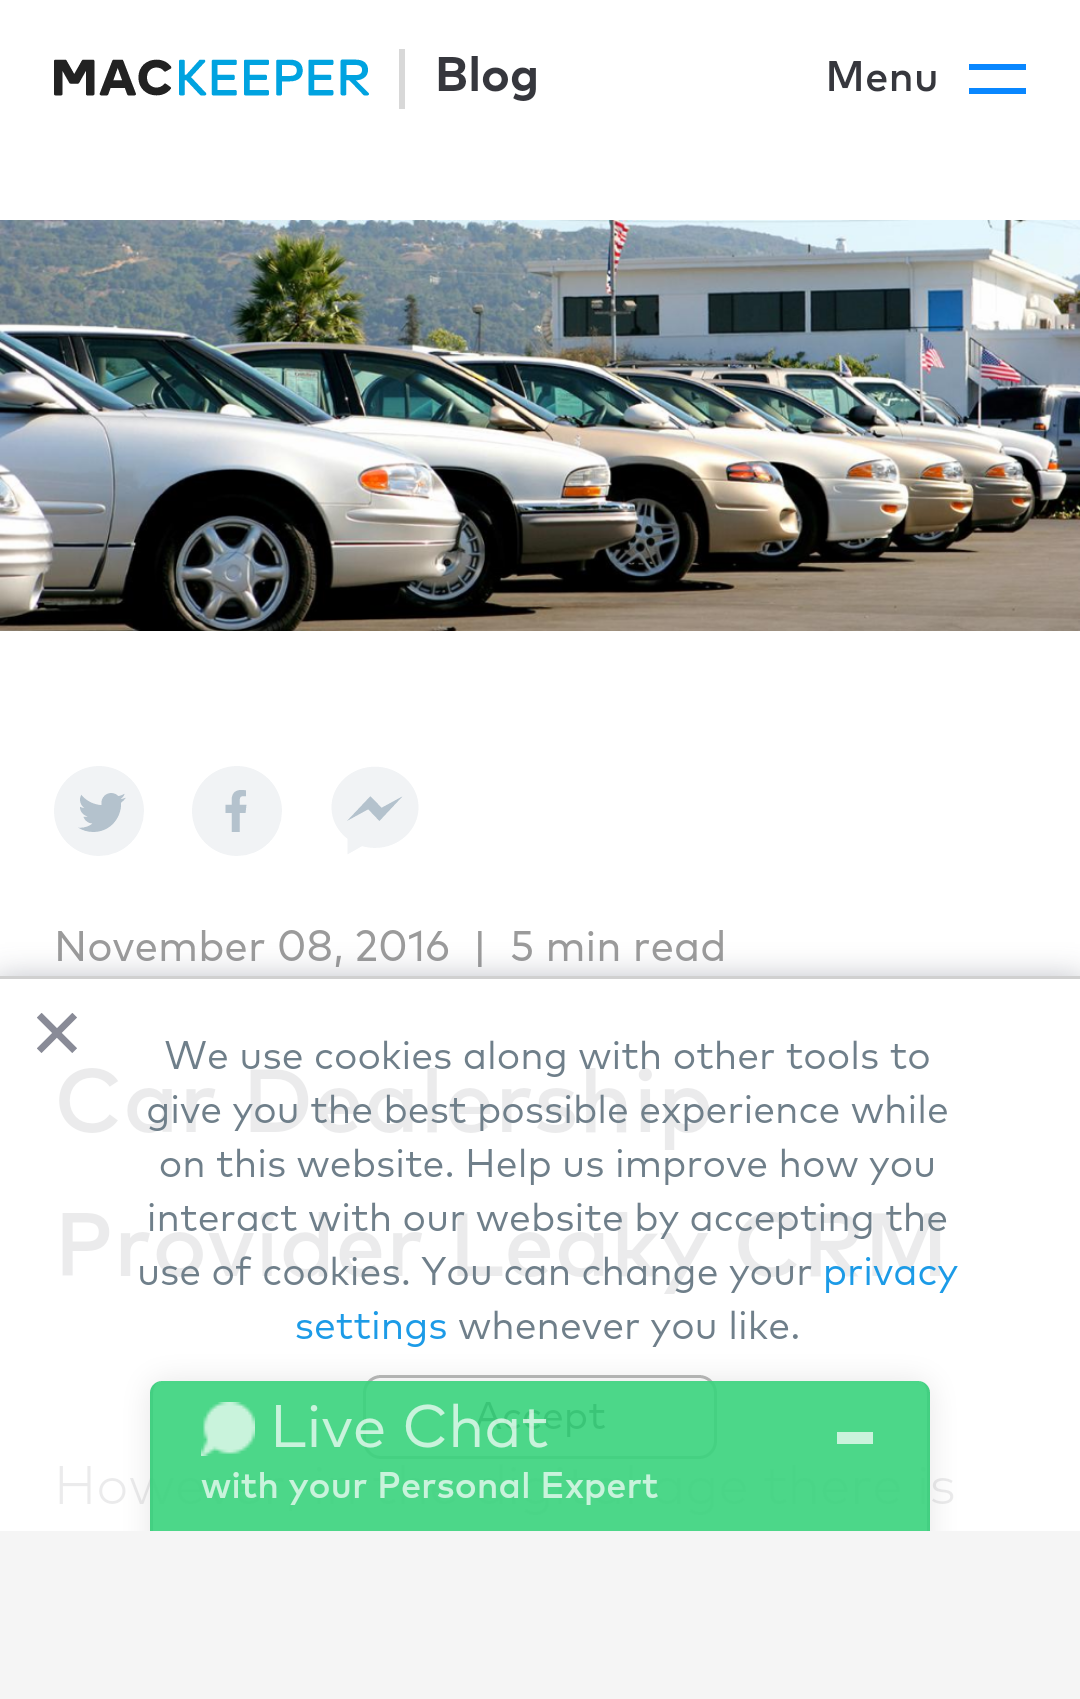 MACKEEPER | Blog
Menu
November 08, 2016 | 5 min read
We use cookies along with other tools to
give you the best possible experience while
on this website. Help us improve how you
interact with our website by accepting the
use of cookies. You can change your privacy
settings whenever you like.
Car Dealership
Provider Leaky CRM
Accept
Live Chat
with your Personal Expert
there is